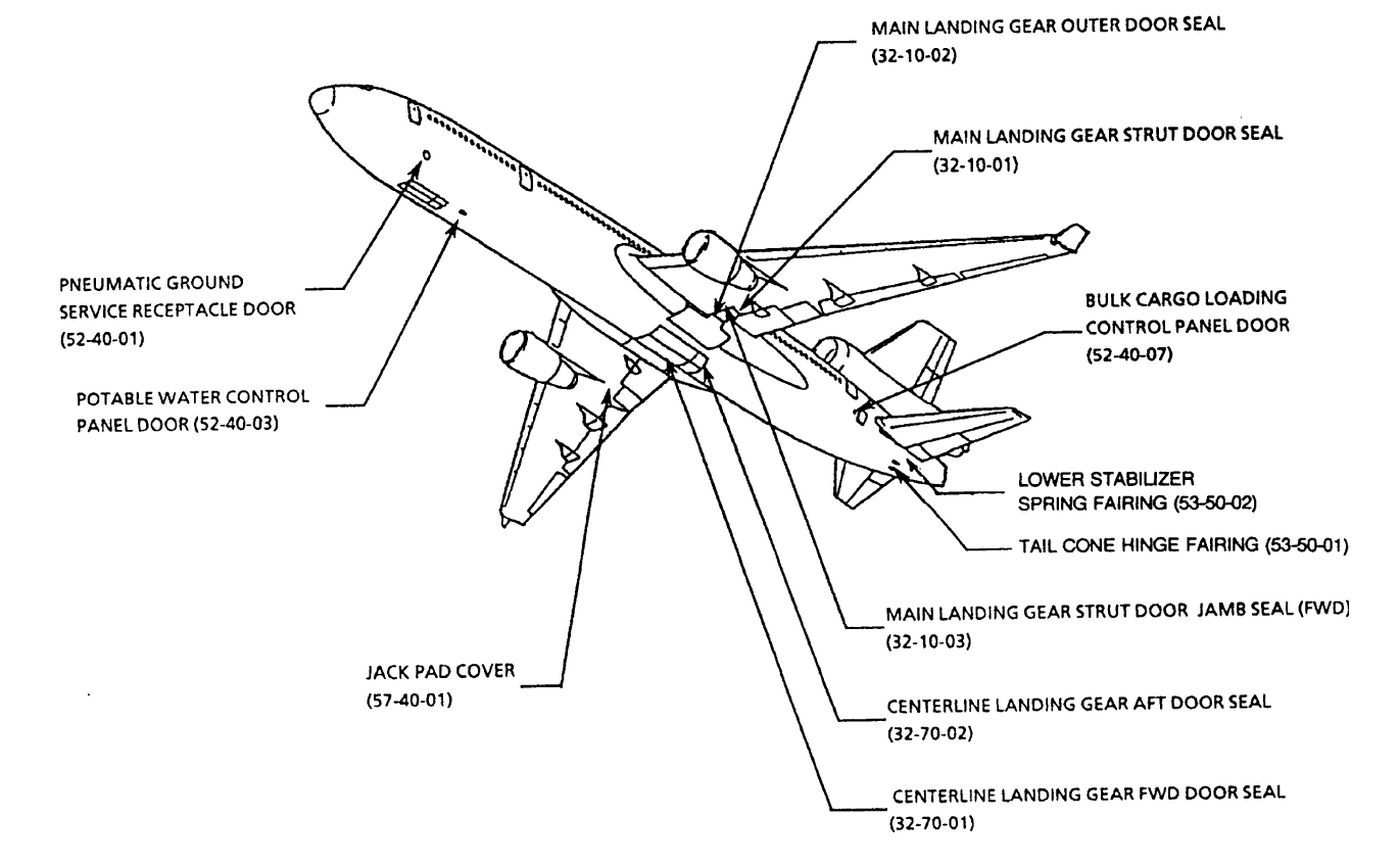 MAIN LANDING GEAR OUTER DOOR SEAL
(32-10-02)
MAIN LANDING GEAR STRUT DOOR SEAL
(32-10-01)
PNEUMATIC GROUND
SERVICE RECEPTACLE DOOR
(52-40-01)
BULK CARGO LOADING
CONTROL PANEL DOOR
(52-40-07)
POTABLE WATER CONTROL
PANEL DOOR (52-40-03)
LOWER STABILIZER
SPRING FAIRING (53-50-02)
TAIL CONE HINGE FAIRING (53-50-01)
MAIN LANDING GEAR STRUT DOOR JAMB SEAL (FWD)
(32-10-03)
JACK PAD COVER
(57-40-01)
CENTERLINE LANDING GEAR AFT DOOR SEAL
(32-70-02)
CENTERLINE LANDING GEAR FWD DOOR SEAL
(32-70-01)